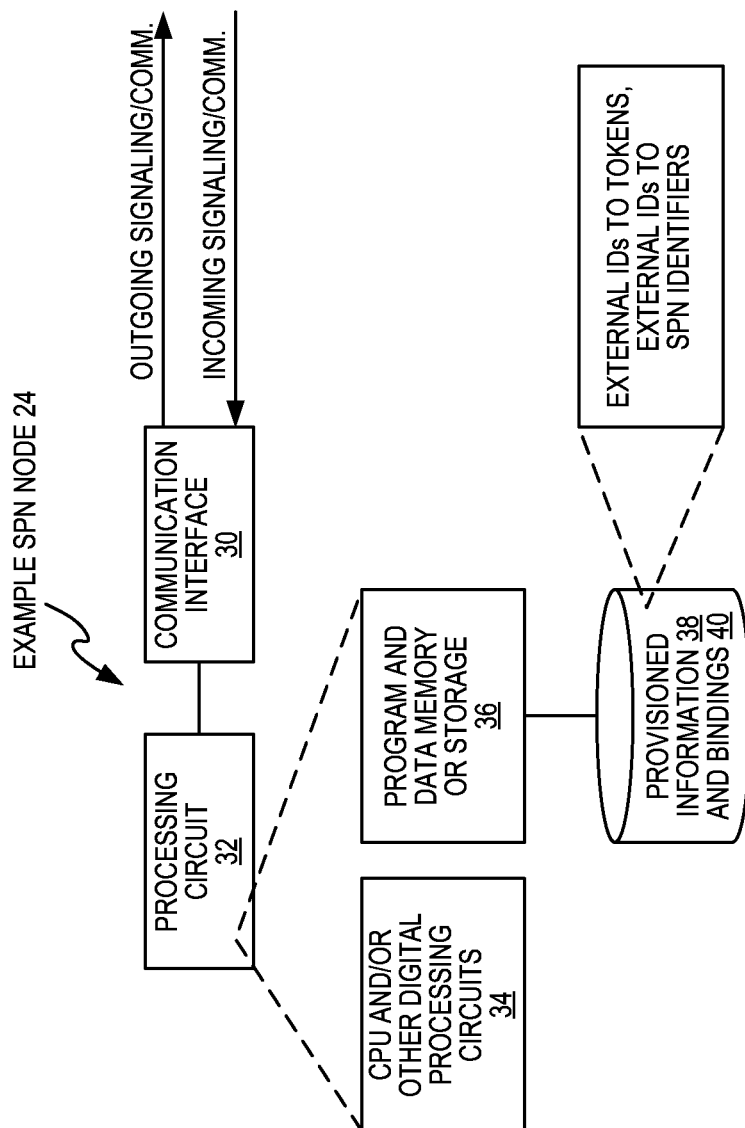 EXAMPLE SPN NODE 24
PROCESSING
CIRCUIT
32
COMMUNICATION
INTERFACE
30
OUTGOING SIGNALING/COMM.
INCOMING SIGNALING/COMM.
CPU AND/OR
OTHER DIGITAL
PROCESSING
CIRCUITS
34
PROGRAM AND
DATA MEMORY
OR STORAGE
36
PROVISIONED
INFORMATION 38
AND BINDINGS 40
EXTERNAL IDs TO TOKENS,
EXTERNAL IDs TO
SPN IDENTIFIERS